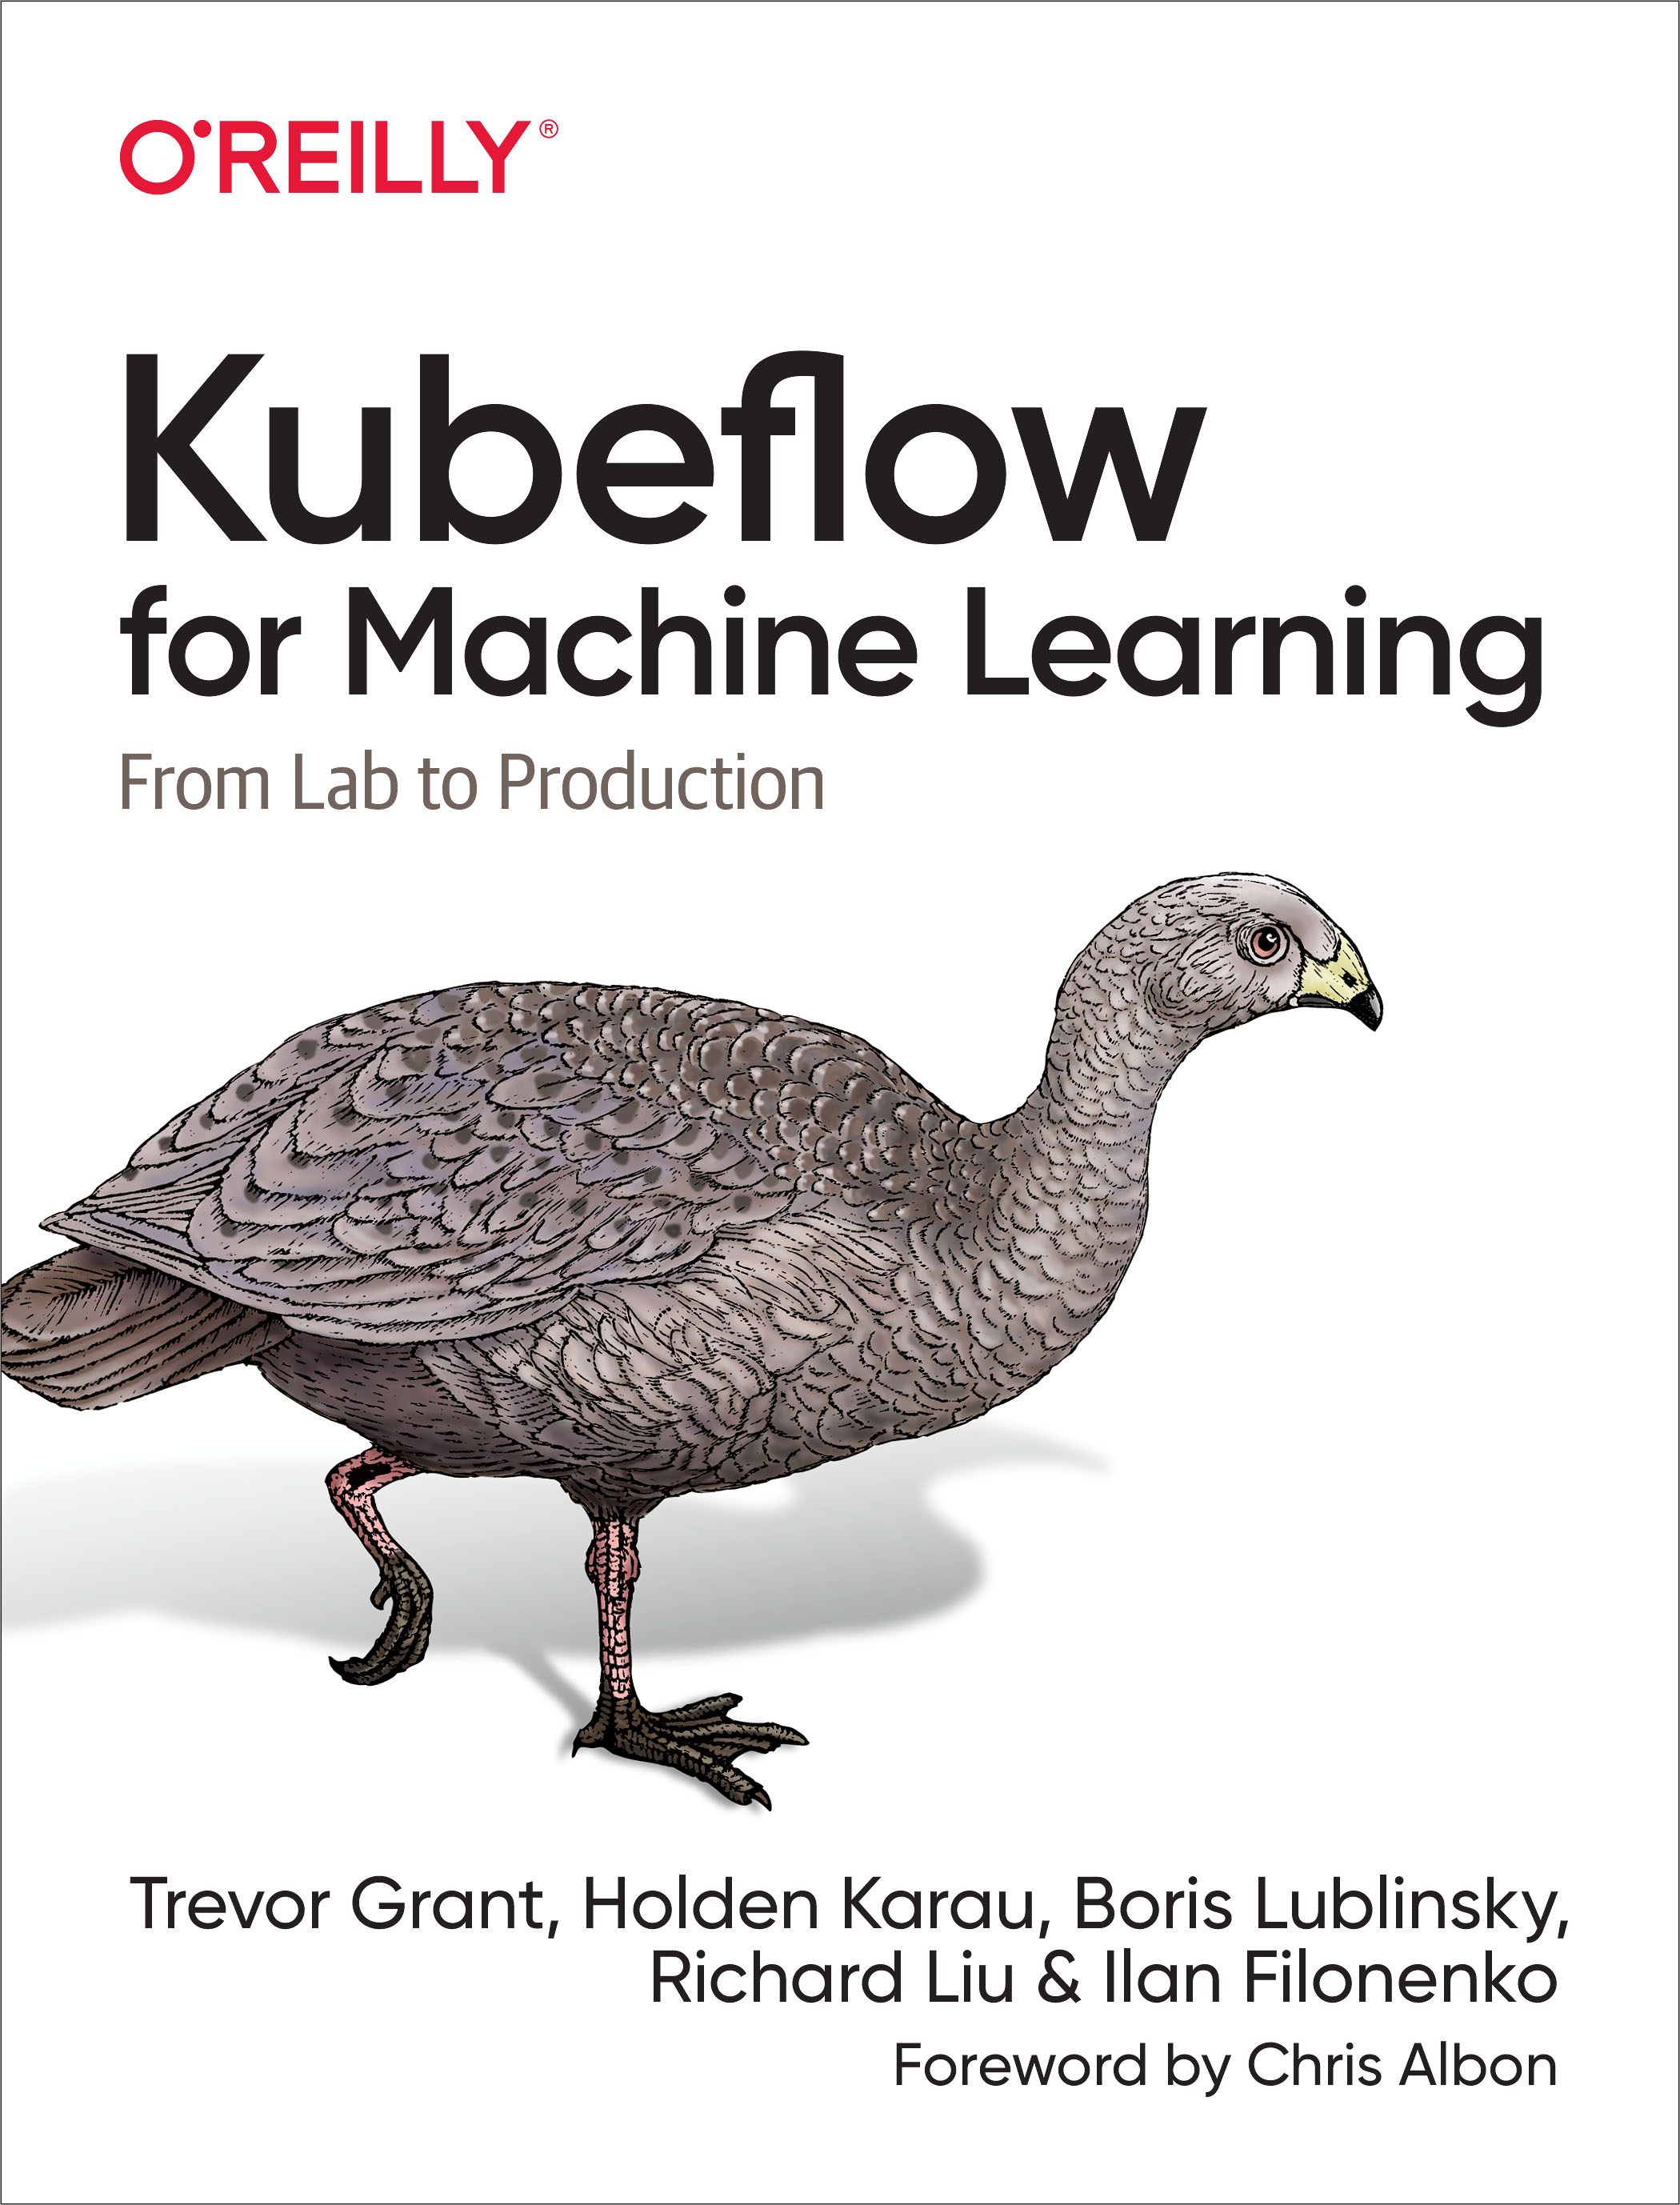 O'REILLY®
Kubeflow
for Machine Learning
From Lab to Production
Trevor Grant, Holden Karau, Boris Lublinsky,
Richard Liu & Ilan Filonenko
Foreword by Chris Albon